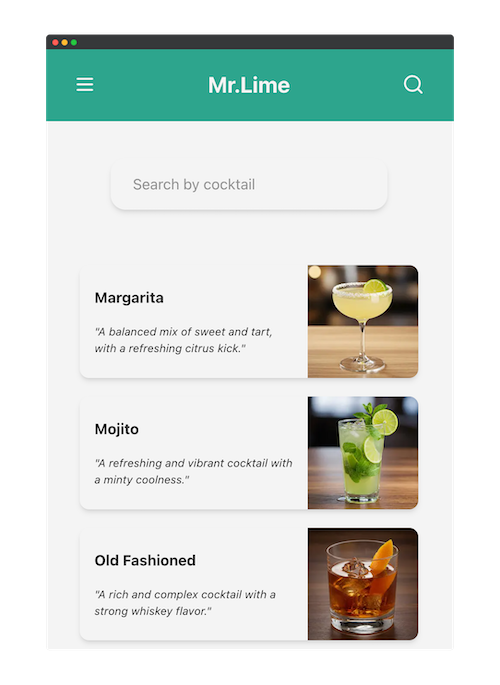 Mr.Lime
Search by cocktail
Margarita
"A balanced mix of sweet and tart,
with a refreshing citrus kick."
Mojito
"A refreshing and vibrant cocktail with
a minty coolness."
Old Fashioned
"A rich and complex cocktail with a
strong whiskey flavor."